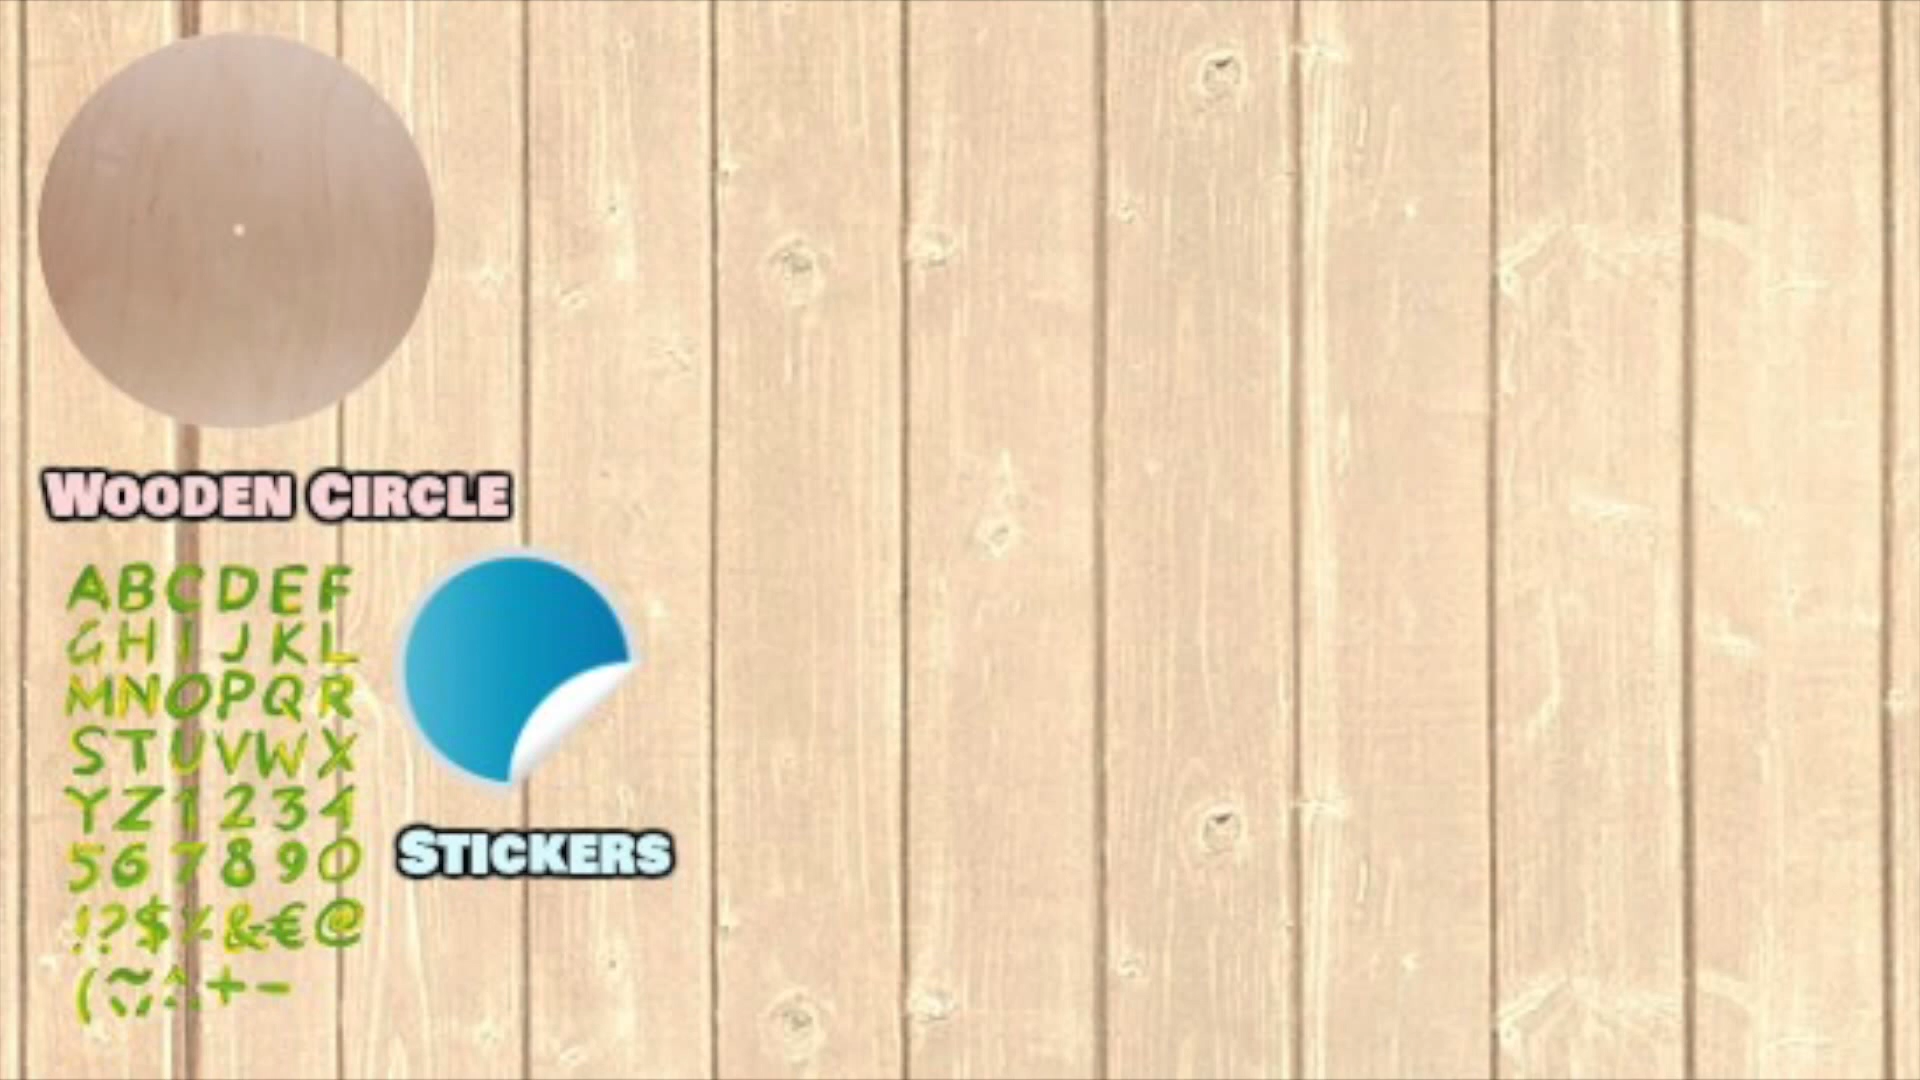 WOODEN CIRCLE
ABCDEF
GHIJKL
MNOPQR
STUVWX
YZ1234
567890
!?$%&€@
(~¨^:+-
STICKERS